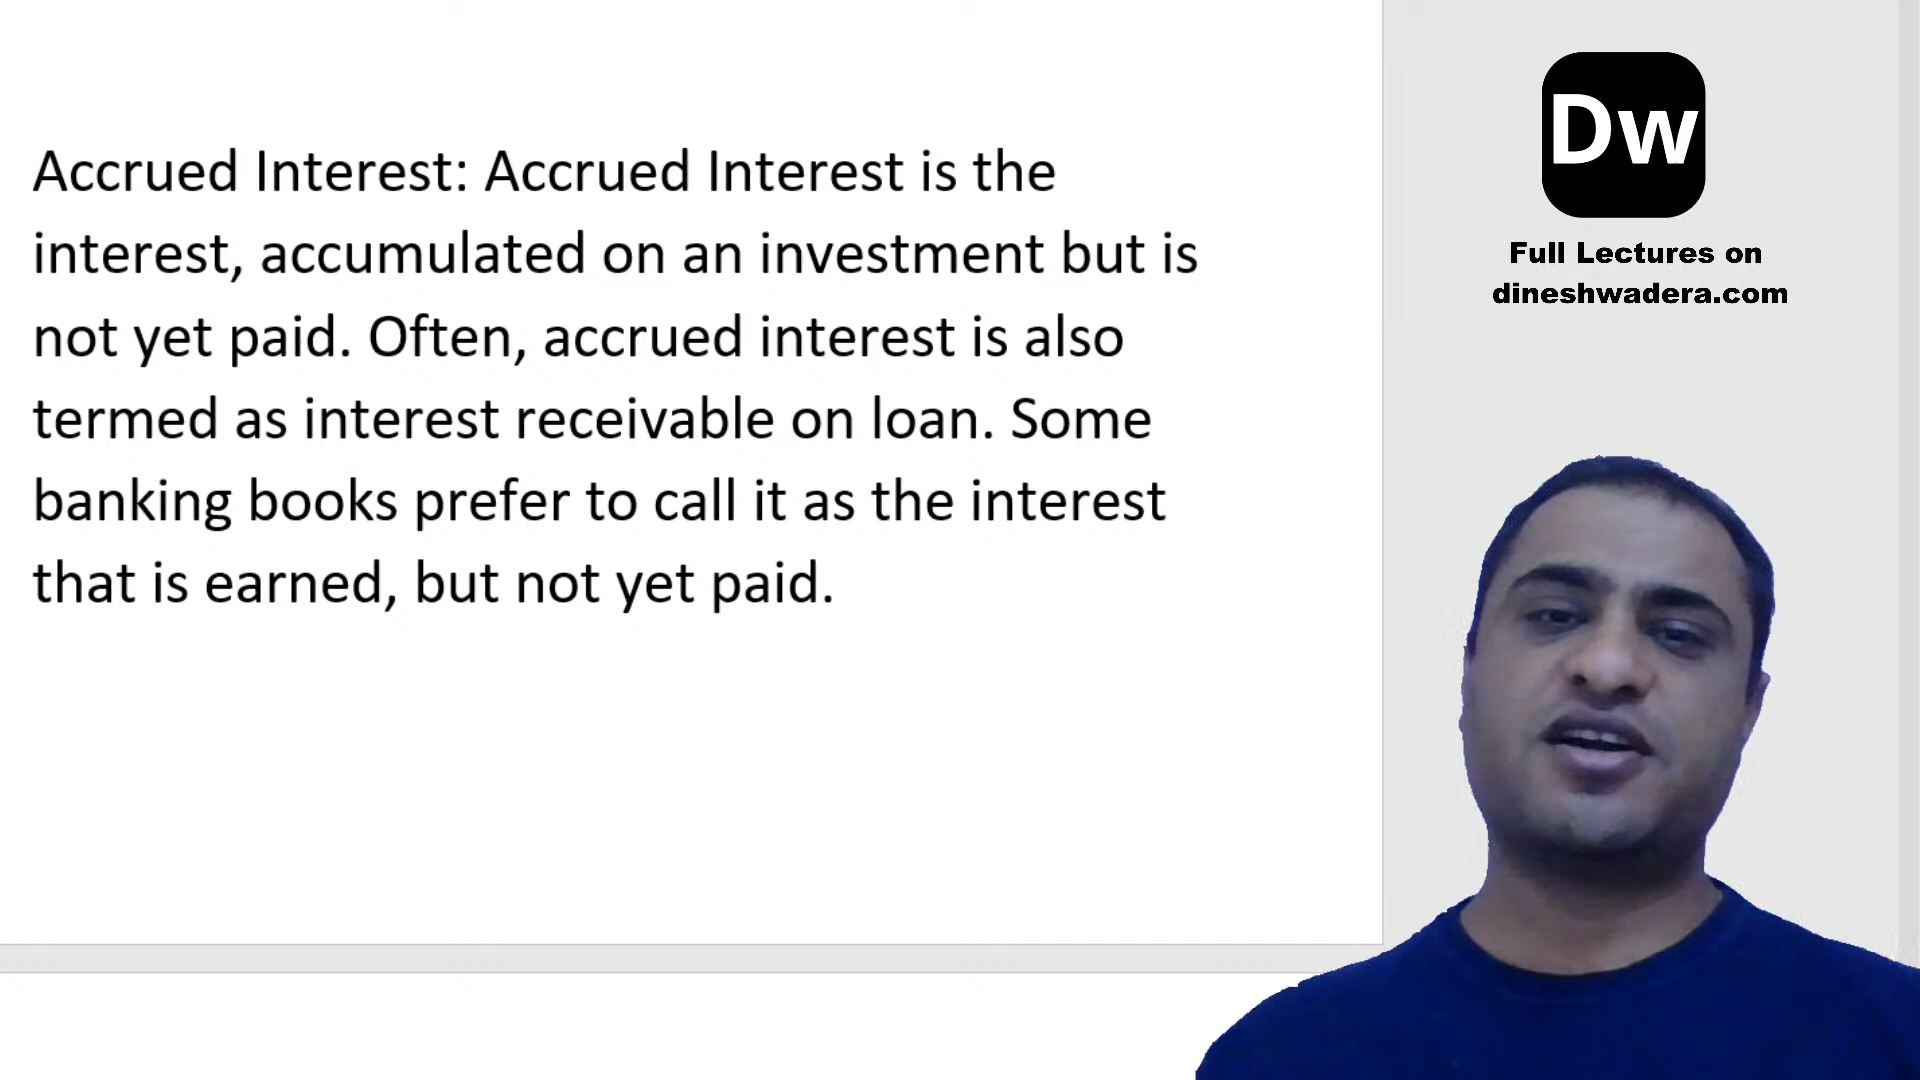 Accrued Interest: Accrued Interest is the
interest, accumulated on an investment but is
not yet paid. Often, accrued interest is also
termed as interest receivable on loan. Some
banking books prefer to call it as the interest
that is earned, but not yet paid.
Dw
Full Lectures on
dineshwadera.com